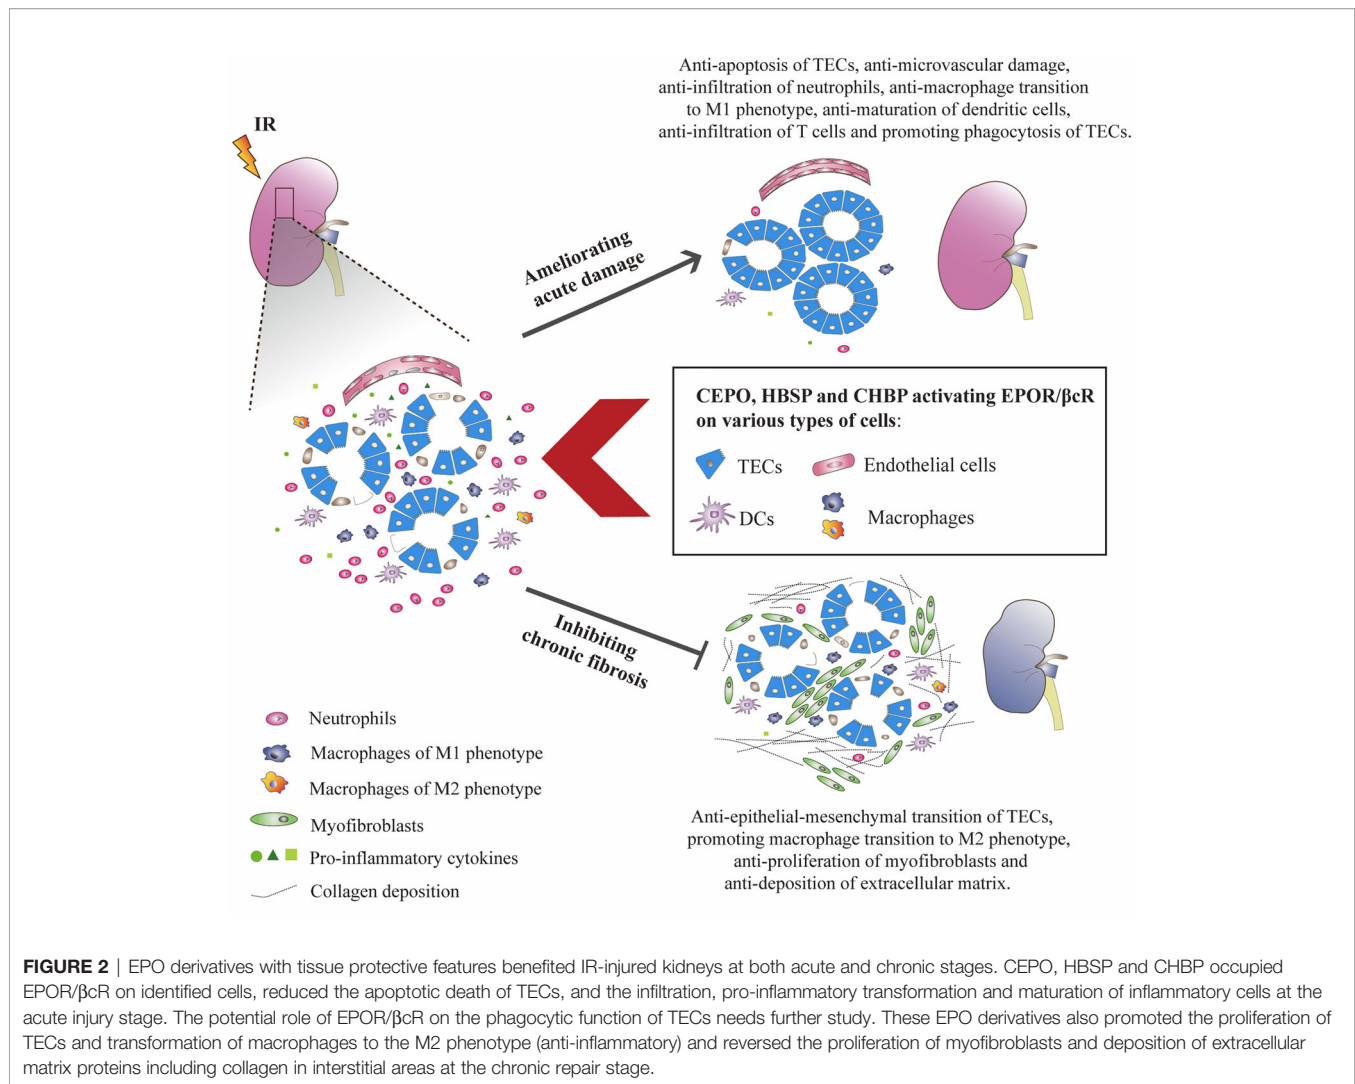 Anti-apoptosis of TECs, anti-microvascular damage,
anti-infiltration of neutrophils, anti-macrophage transition
to M1 phenotype, anti-maturation of dendritic cells,
anti-infiltration of T cells and promoting phagocytosis of TECs.
IR
Ameliorating
acute damage
CEPO, HBSP and CHBP activating EPOR/βcR
on various types of cells:
TECs
Endothelial cells
DCs
Macrophages
Inhibiting
chronic fibrosis
Neutrophils
Macrophages of M1 phenotype
Macrophages of M2 phenotype
Myofibroblasts
Pro-inflammatory cytokines
Collagen deposition
Anti-epithelial-mesenchymal transition of TECs,
promoting macrophage transition to M2 phenotype,
anti-proliferation of myofibroblasts and
anti-deposition of extracellular matrix.
FIGURE 2 | EPO derivatives with tissue protective features benefited IR-injured kidneys at both acute and chronic stages. CEPO, HBSP and CHBP occupied
EPOR/βcR on identified cells, reduced the apoptotic death of TECs, and the infiltration, pro-inflammatory transformation and maturation of inflammatory cells at the
acute injury stage. The potential role of EPOR/βcR on the phagocytic function of TECs needs further study. These EPO derivatives also promoted the proliferation of
TECs and transformation of macrophages to the M2 phenotype (anti-inflammatory) and reversed the proliferation of myofibroblasts and deposition of extracellular
matrix proteins including collagen in interstitial areas at the chronic repair stage.